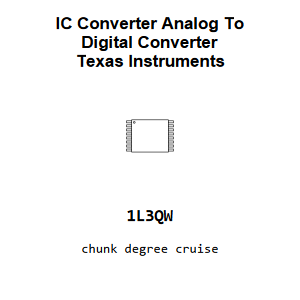 IC Converter Analog To
Digital Converter
Texas Instruments
1L3QW
chunk degree cruise